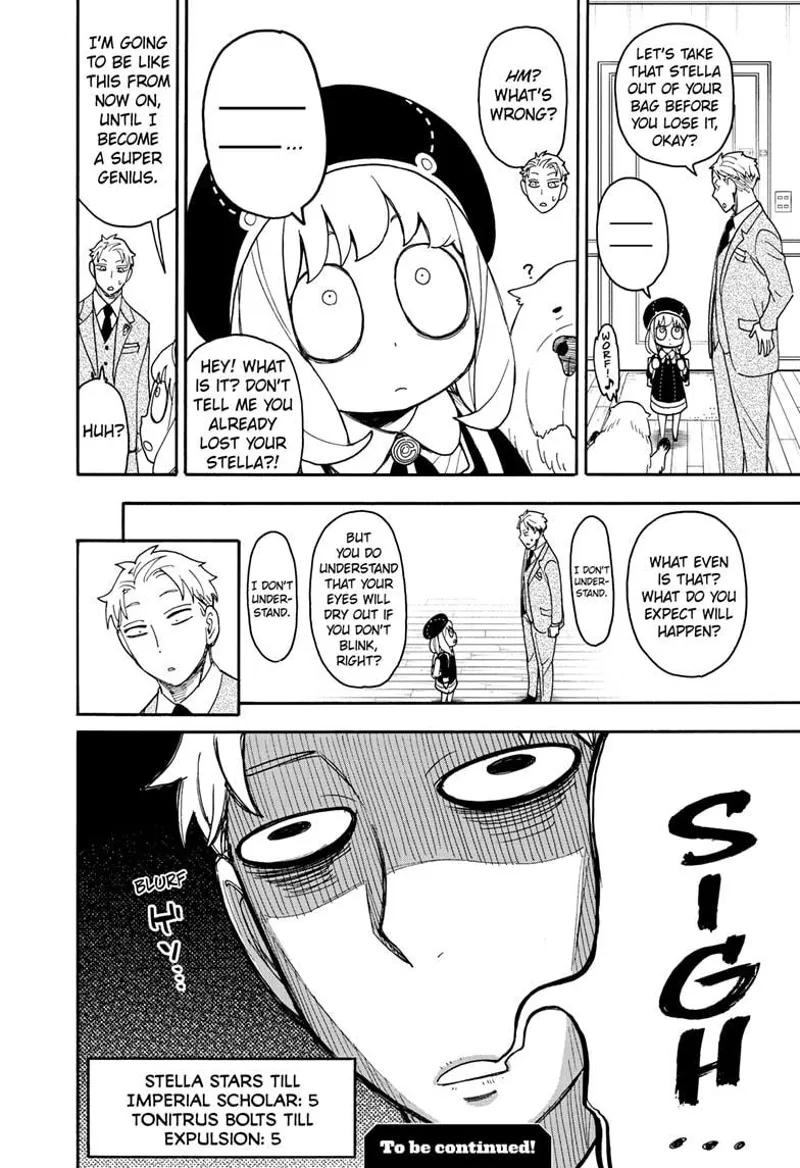 LET'S TAKE
THAT STELLA
OUT OF YOUR
BAG BEFORE
YOU LOSE IT,
OKAY?
—
—
WORF!♪
HM?
WHAT'S
WRONG?
?
—
—...
HEY! WHAT
IS IT? DON'T
TELL ME YOU
ALREADY
LOST YOUR
STELLA?!
C
I'M GOING
TO BE LIKE
THIS FROM
NOW ON,
UNTIL I
BECOME
A SUPER
GENIUS.
HUH?
WHAT EVEN
IS THAT?
WHAT DO YOU
EXPECT WILL
HAPPEN?
I DON'T
UNDER-
STAND.
BUT
YOU DO
UNDERSTAND
THAT YOUR
EYES WILL
DRY OUT IF
YOU DON'T
BLINK,
RIGHT?
I DON'T
UNDER-
STAND.
SIGH...
BLURF
ゴソ…
STELLA STARS TILL
IMPERIAL SCHOLAR: 5
TONITRUS BOLTS TILL
EXPULSION: 5
To be continued!